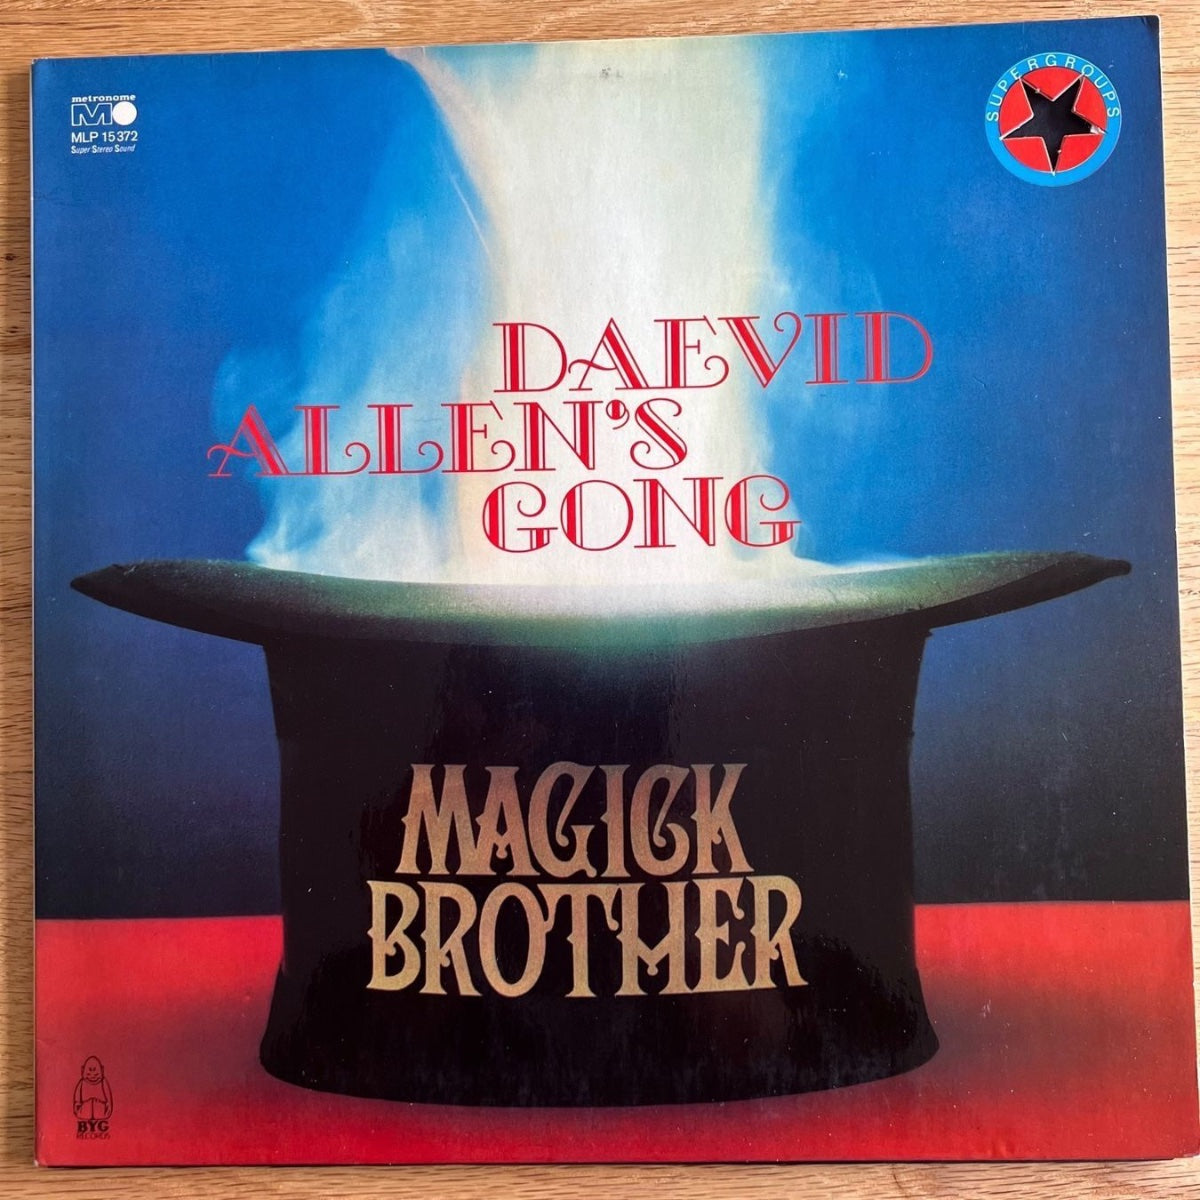 metronome
MLP 15372
Super Stereo Sound
SUPERGROUPS
DAEVID
ALLEN'S
GONG
MAGICK
BROTHER
BYG
RECORDS